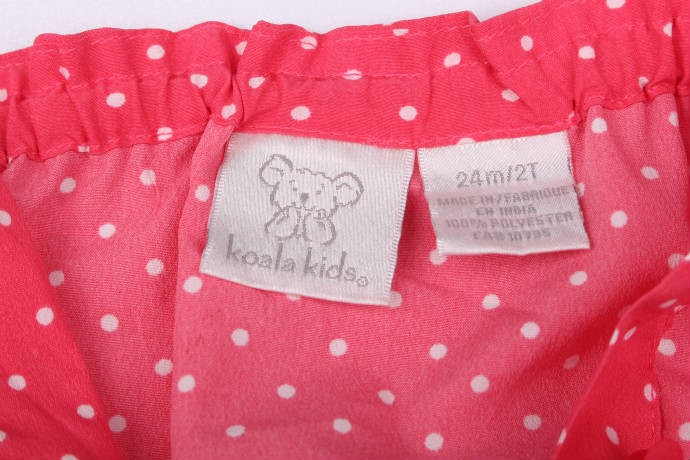 koala kids®
24m/2T
MADE IN/FABRIQUE
EN INDIA
100% POLYESTER